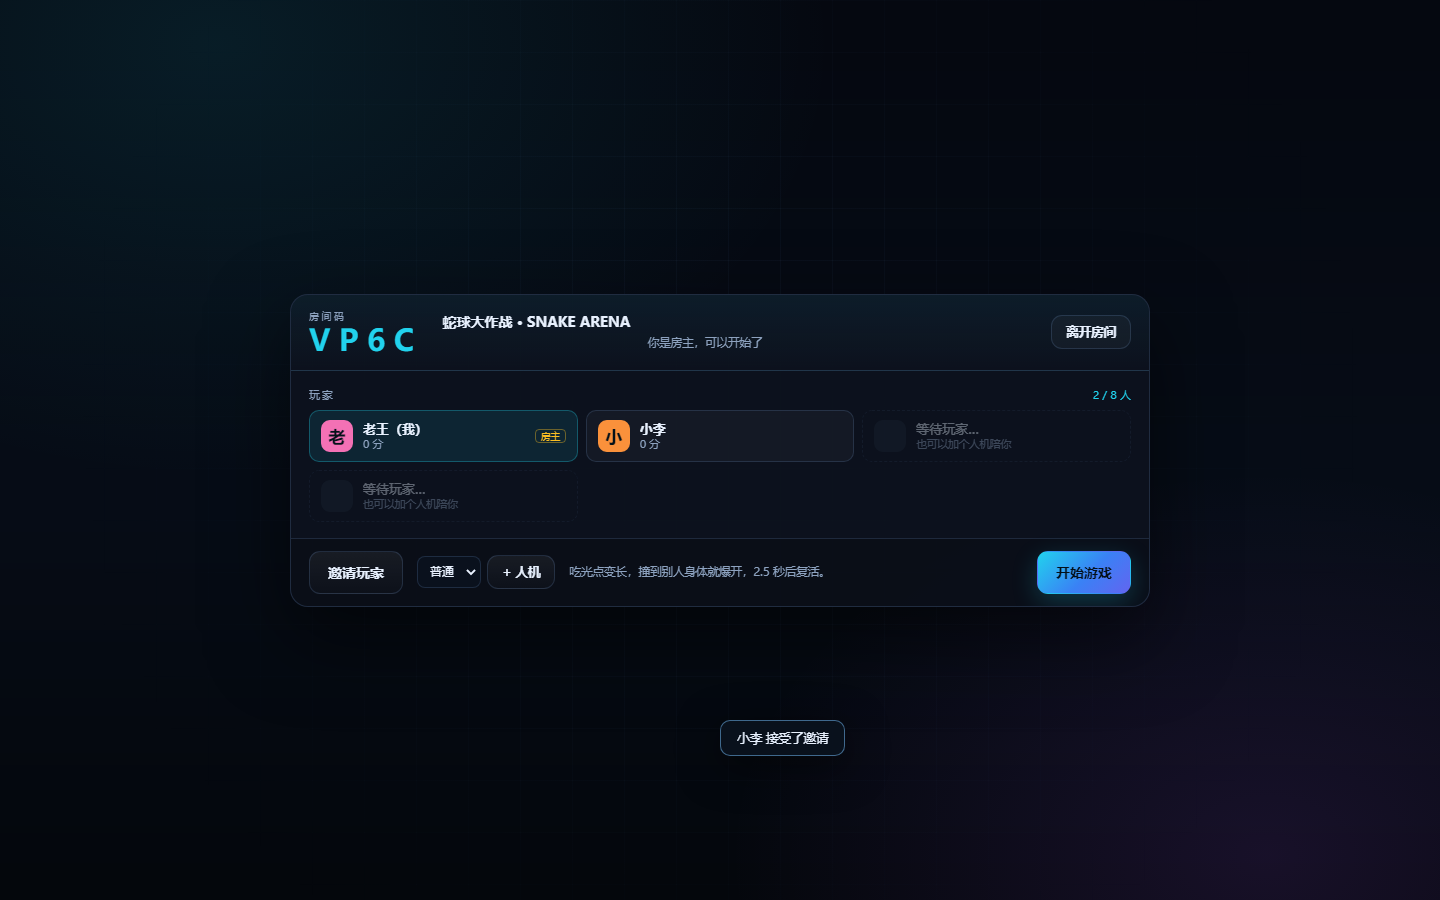 房间码
VP6C
蛇球大作战 • SNAKE ARENA
你是房主，可以开始了
离开房间
玩家
2 / 8 人
老
老王（我）
0 分
房主
小
小李
0 分
等待玩家...
也可以加个人机陪你
等待玩家...
也可以加个人机陪你
邀请玩家
普通
+ 人机
吃光点变长，撞到别人身体就爆开，2.5 秒后复活。
开始游戏
小李 接受了邀请